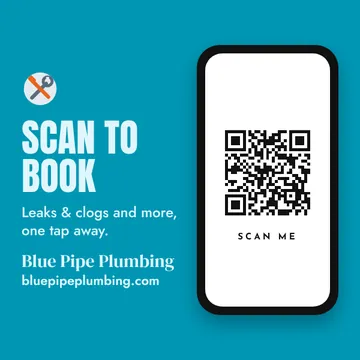 SCAN TO
BOOK
Leaks & clogs and more,
one tap away.
Blue Pipe Plumbing
bluepipeplumbing.com
SCAN ME